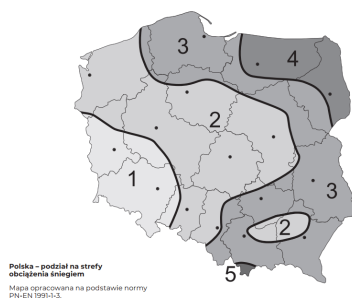 3
4
2
1
3
2
5
Polska – podział na strefy
obciążenia śniegiem
Mapa opracowana na podstawie normy
PN-EN 1991-1-3.